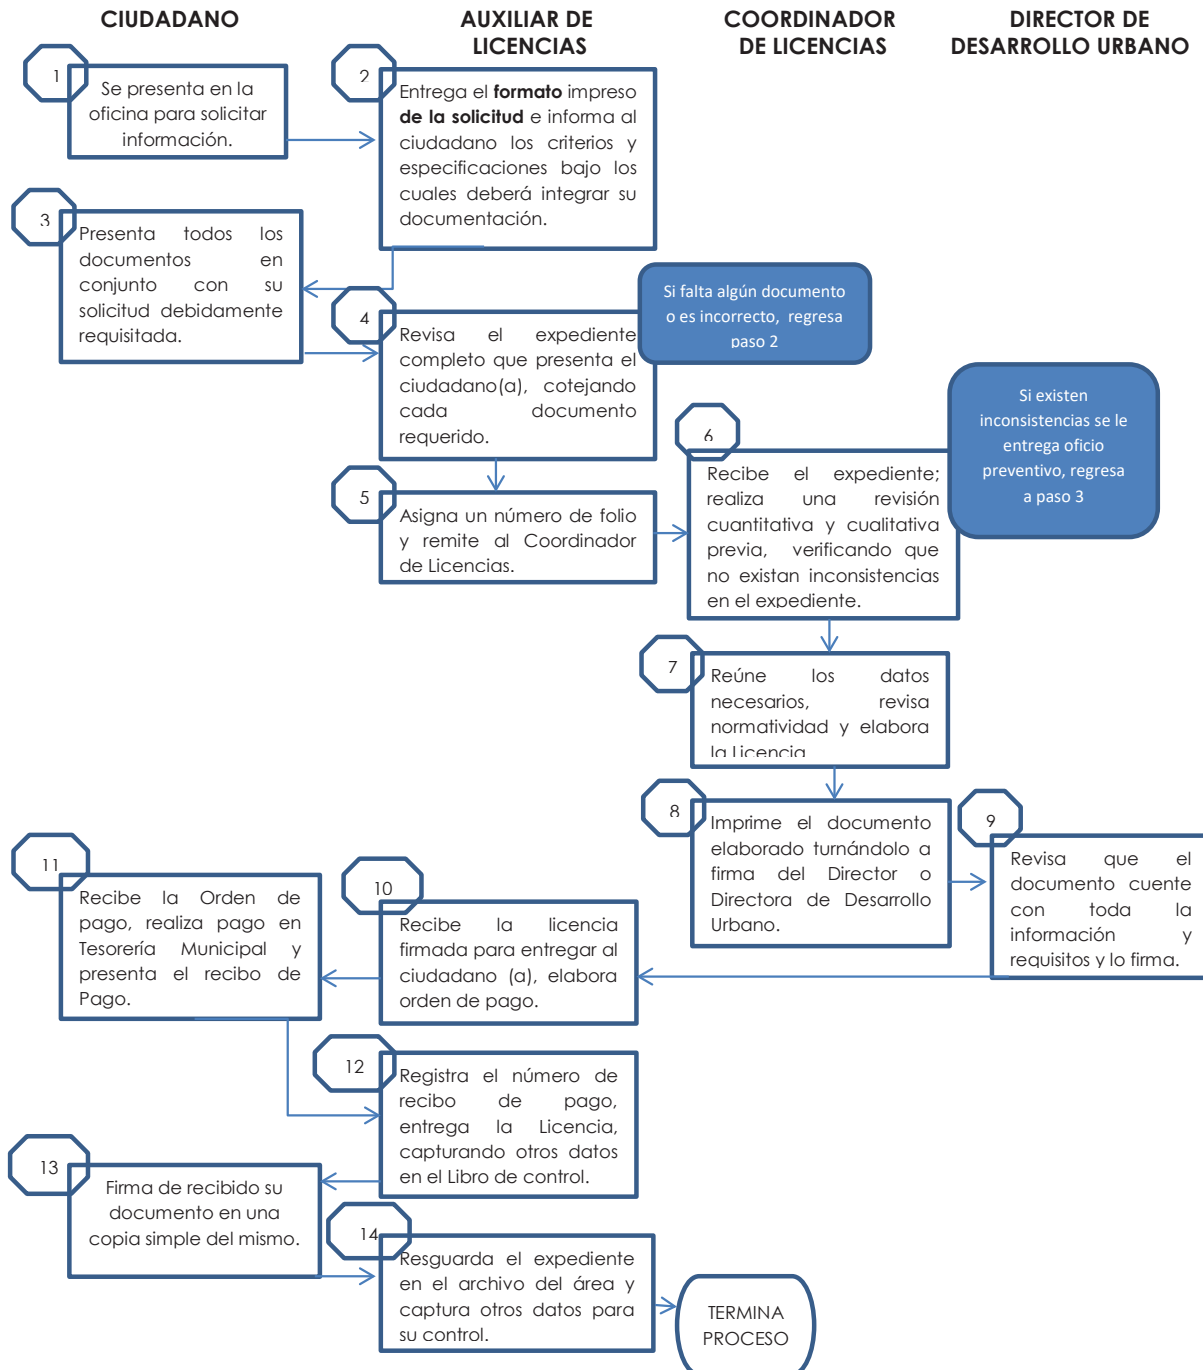 CIUDADANO
AUXILIAR DE
LICENCIAS
COORDINADOR
DE LICENCIAS
DIRECTOR DE
DESARROLLO URBANO
1
Se presenta en la
oficina para solicitar
información.
2
Entrega el formato impreso
de la solicitud e informa al
ciudadano los criterios y
especificaciones bajo los
cuales deberá integrar su
documentación.
3
Presenta todos los
documentos en
conjunto con su
solicitud debidamente
requisitada.
4
Revisa el expediente
completo que presenta el
ciudadano(a), cotejando
cada documento
requerido.
Si falta algún documento
o es incorrecto, regresa
paso 2
5
Asigna un número de folio
y remite al Coordinador
de Licencias.
6
Recibe el expediente;
realiza una revisión
cuantitativa y cualitativa
previa, verificando que
no existan inconsistencias
en el expediente.
Si existen
inconsistencias se le
entrega oficio
preventivo, regresa
a paso 3
7
Reúne los datos
necesarios, revisa
normatividad y elabora
la Licencia
8
Imprime el documento
elaborado turnándolo a
firma del Director o
Directora de Desarrollo
Urbano.
9
Revisa que el
documento cuente
con toda la
información y
requisitos y lo firma.
10
Recibe la licencia
firmada para entregar al
ciudadano (a), elabora
orden de pago.
11
Recibe la Orden de
pago, realiza pago en
Tesorería Municipal y
presenta el recibo de
Pago.
12
Registra el número de
recibo de pago,
entrega la Licencia,
capturando otros datos
en el Libro de control.
13
Firma de recibido su
documento en una
copia simple del mismo.
14
Resguarda el expediente
en el archivo del área y
captura otros datos para
su control.
TERMINA
PROCESO